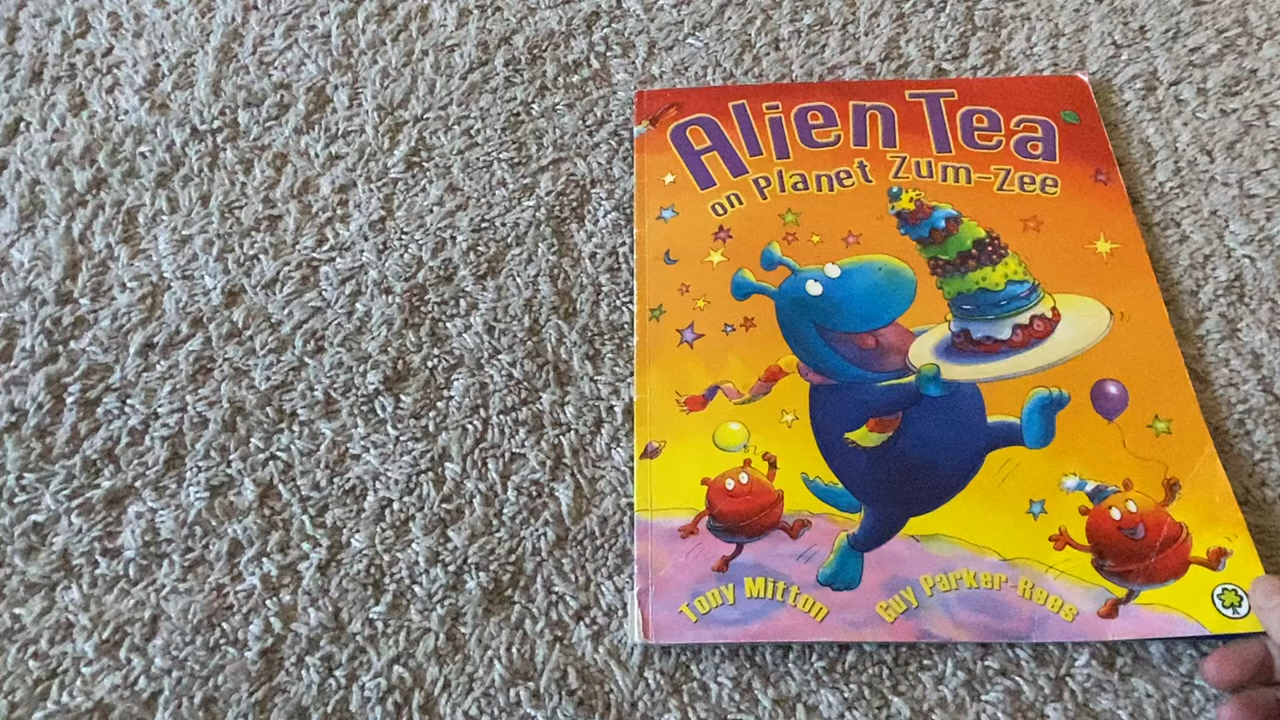 Alien Tea
on Planet Zum-Zee
Tony Mitton
Guy Parker-Rees